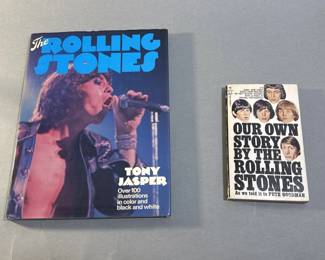 The
ROLLING
STONES
TONY
JASPER
Over 100
illustrations
in color and
black and white
OUR OWN
STORY
BY THE
ROLLING
STONES
As we told it to PETE GOODMAN